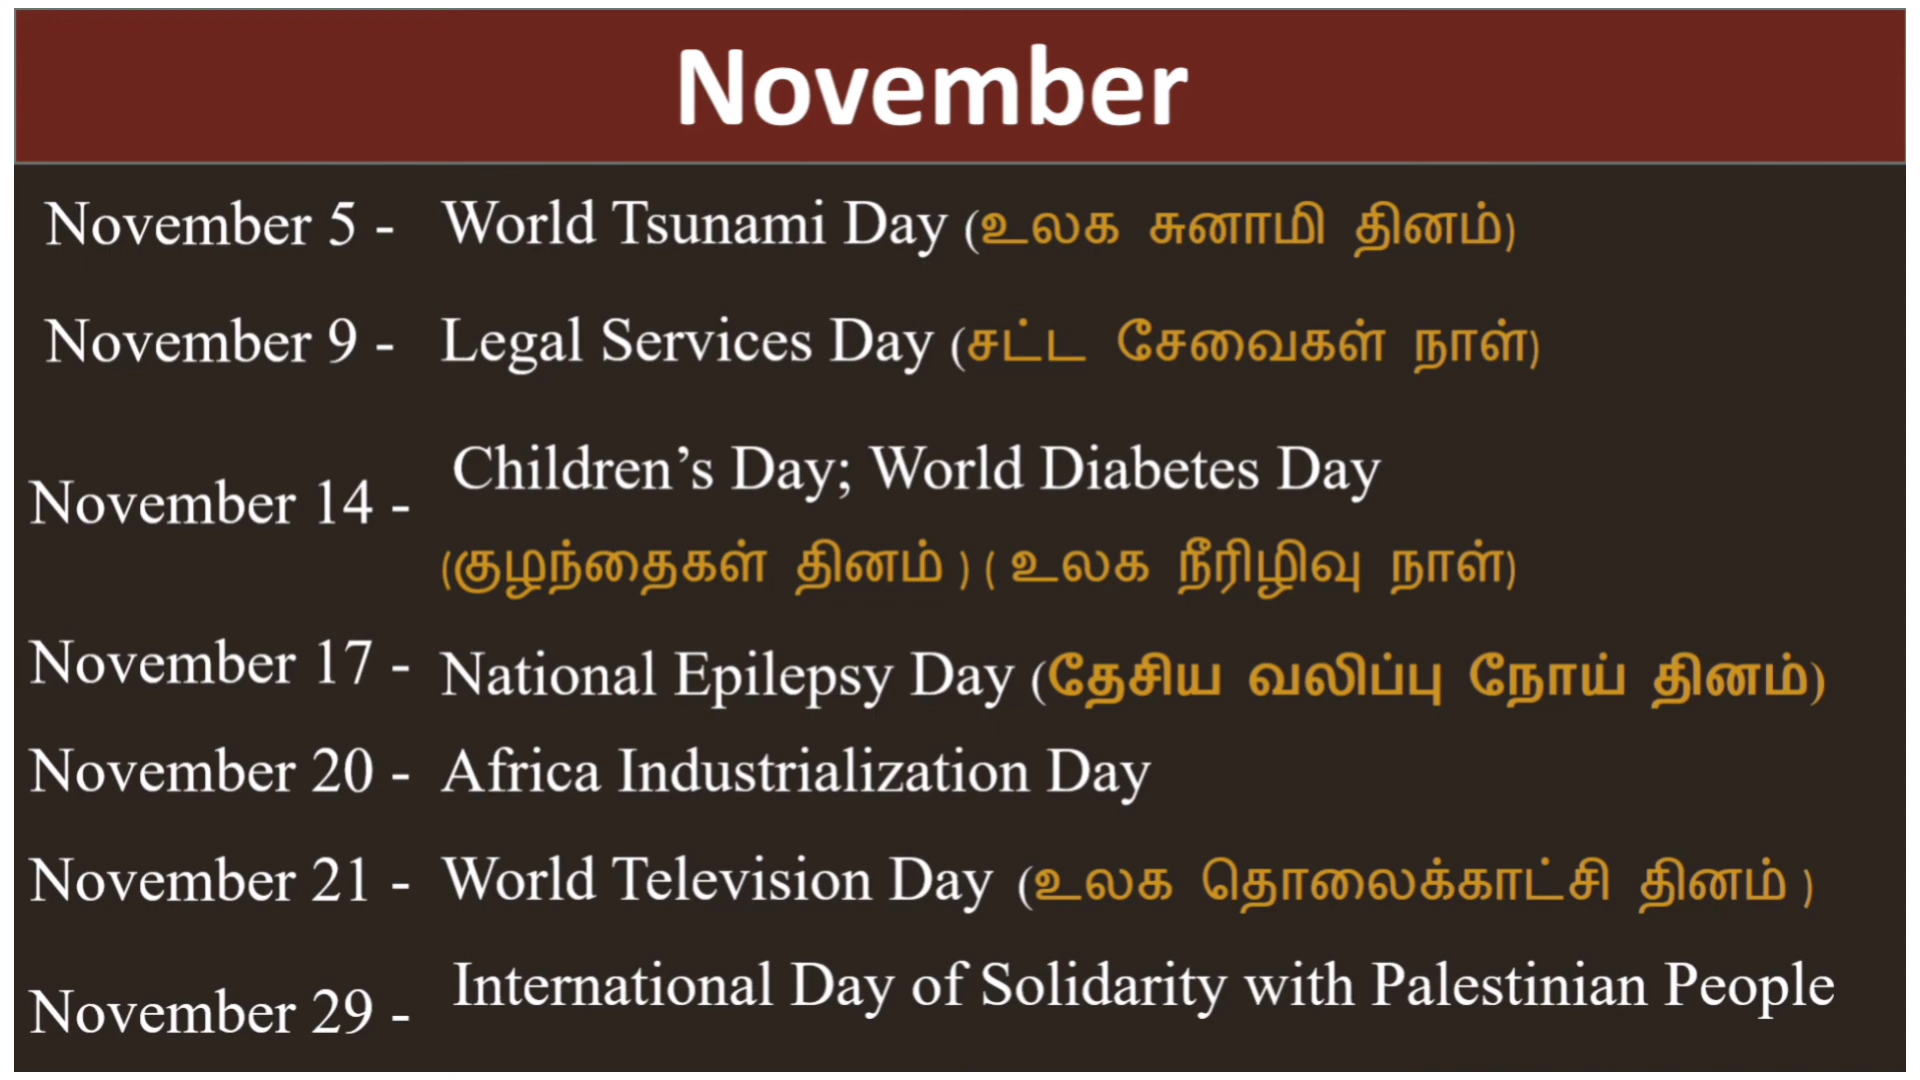 November
November 5 - World Tsunami Day (உலக சுனாமி தினம்)
November 9 - Legal Services Day (சட்ட சேவைகள் நாள்)
November 14 - Children’s Day; World Diabetes Day
(குழந்தைகள் தினம் ) ( உலக நீரிழிவு நாள்)
November 17 - National Epilepsy Day (தேசிய வலிப்பு நோய் தினம்)
November 20 - Africa Industrialization Day
November 21 - World Television Day (உலக தொலைக்காட்சி தினம் )
November 29 - International Day of Solidarity with Palestinian People